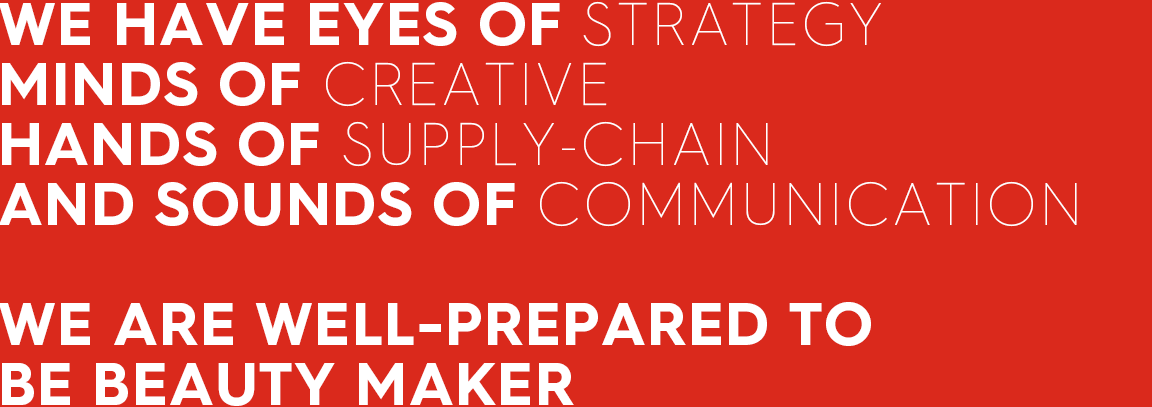 WE HAVE EYES OF STRATEGY
MINDS OF CREATIVE
HANDS OF SUPPLY-CHAIN
AND SOUNDS OF COMMUNICATION
WE ARE WELL-PREPARED TO
BE BEAUTY MAKER